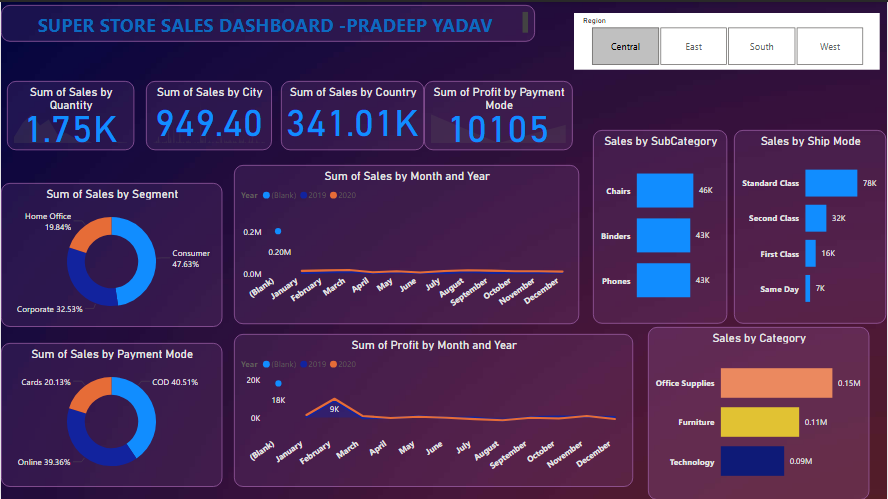 SUPER STORE SALES DASHBOARD -PRADEEP YADAV
Region
Central East South West
Sum of Sales by
Quantity
1.75K
Sum of Sales by City
949.40
Sum of Sales by Country
341.01K
Sum of Profit by Payment
Mode
10105
Sales by SubCategory
Chairs 46K
Binders 43K
Phones 43K
Sales by Ship Mode
Standard Class 78K
Second Class 32K
First Class 16K
Same Day 7K
Sum of Sales by Segment
Home Office
19.84%
Consumer
47.63%
Corporate 32.53%
Sum of Sales by Month and Year
Year (Blank) 2019 2020
0.2M
0.20M
0.0M
(Blank) January February March April May June July August September October November December
Sum of Sales by Payment Mode
Cards 20.13%
COD 40.51%
Online 39.36%
Sum of Profit by Month and Year
Year (Blank) 2019 2020
20K
18K
9K
0K
(Blank) January February March April May June July August September October November December
Sales by Category
Office Supplies 0.15M
Furniture 0.11M
Technology 0.09M